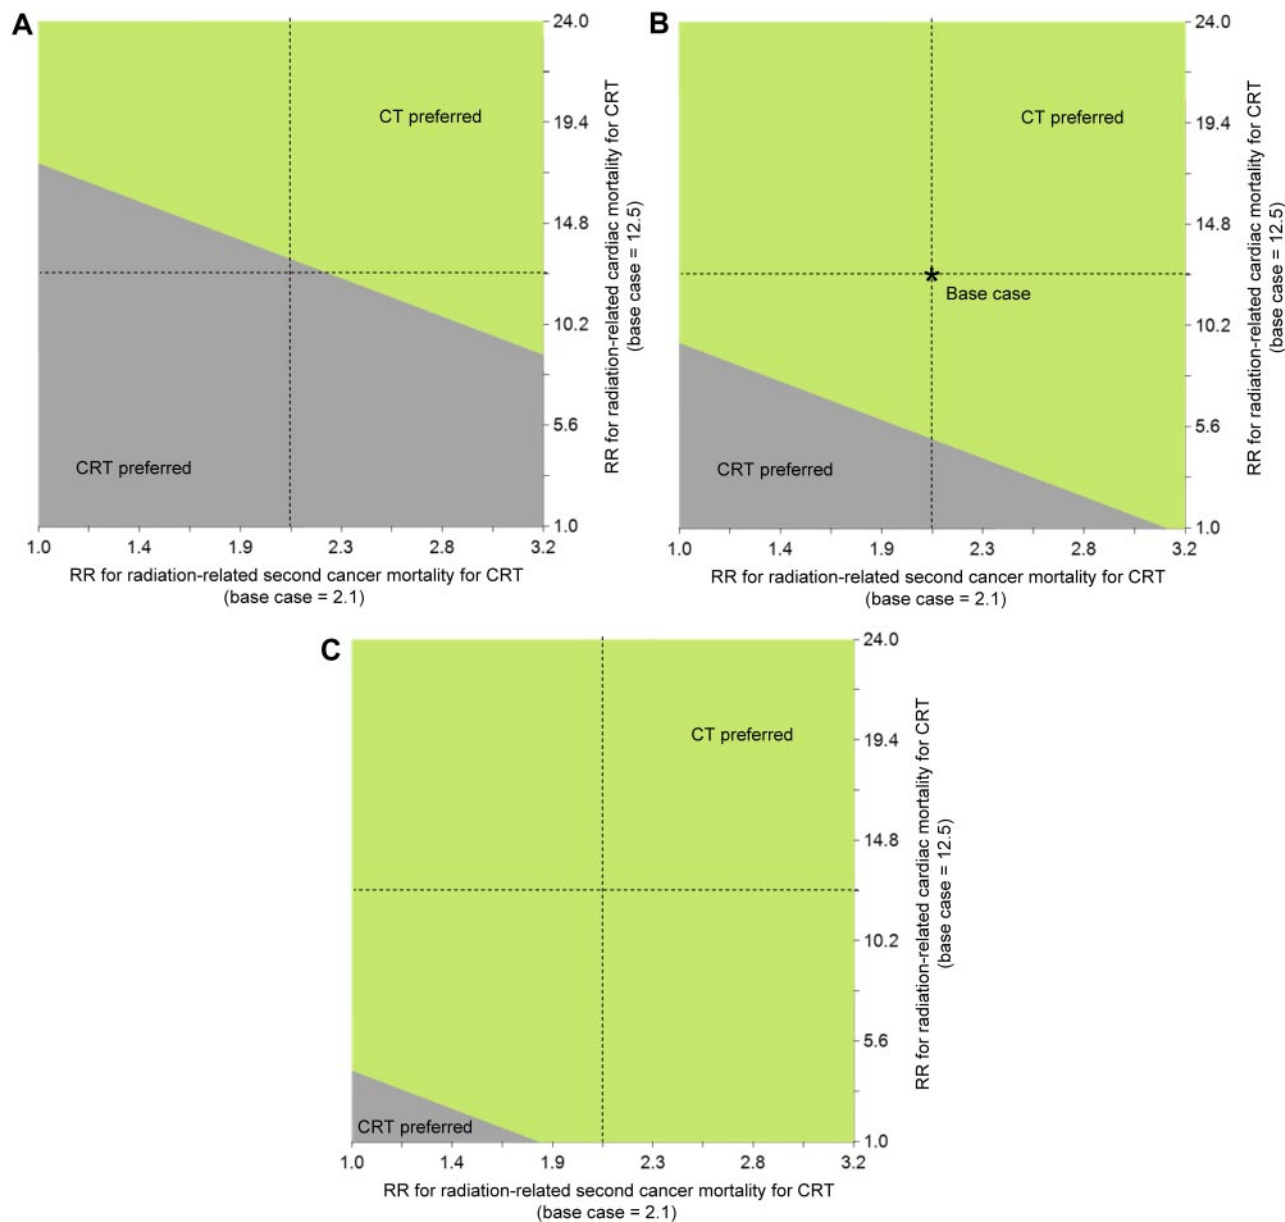 A
CT preferred
CRT preferred
24.0
19.4
14.8
10.2
5.6
1.0
RR for radiation-related cardiac mortality for CRT
(base case = 12.5)
1.0 1.4 1.9 2.3 2.8 3.2
RR for radiation-related second cancer mortality for CRT
(base case = 2.1)
B
CT preferred
*
Base case
CRT preferred
24.0
19.4
14.8
10.2
5.6
1.0
RR for radiation-related cardiac mortality for CRT
(base case = 12.5)
1.0 1.4 1.9 2.3 2.8 3.2
RR for radiation-related second cancer mortality for CRT
(base case = 2.1)
C
CT preferred
CRT preferred
24.0
19.4
14.8
10.2
5.6
1.0
RR for radiation-related cardiac mortality for CRT
(base case = 12.5)
1.0 1.4 1.9 2.3 2.8 3.2
RR for radiation-related second cancer mortality for CRT
(base case = 2.1)